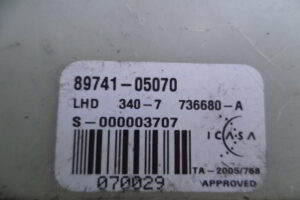 89741-05070
LHD 340-7 736680-A
S-000003707
ICASA
TA-2005/768
APPROVED
070029